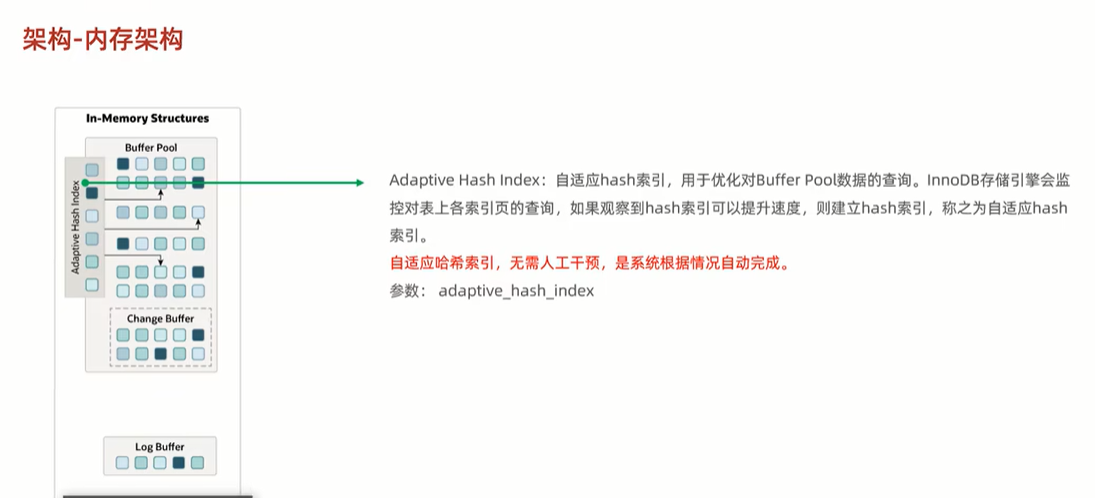 架构-内存架构
In-Memory Structures
Buffer Pool
Adaptive Hash Index
Change Buffer
Log Buffer
Adaptive Hash Index：自适应hash索引，用于优化对Buffer Pool数据的查询。InnoDB存储引擎会监
控对表上各索引页的查询，如果观察到hash索引可以提升速度，则建立hash索引，称之为自适应hash
索引。
自适应哈希索引，无需人工干预，是系统根据情况自动完成。
参数： adaptive_hash_index